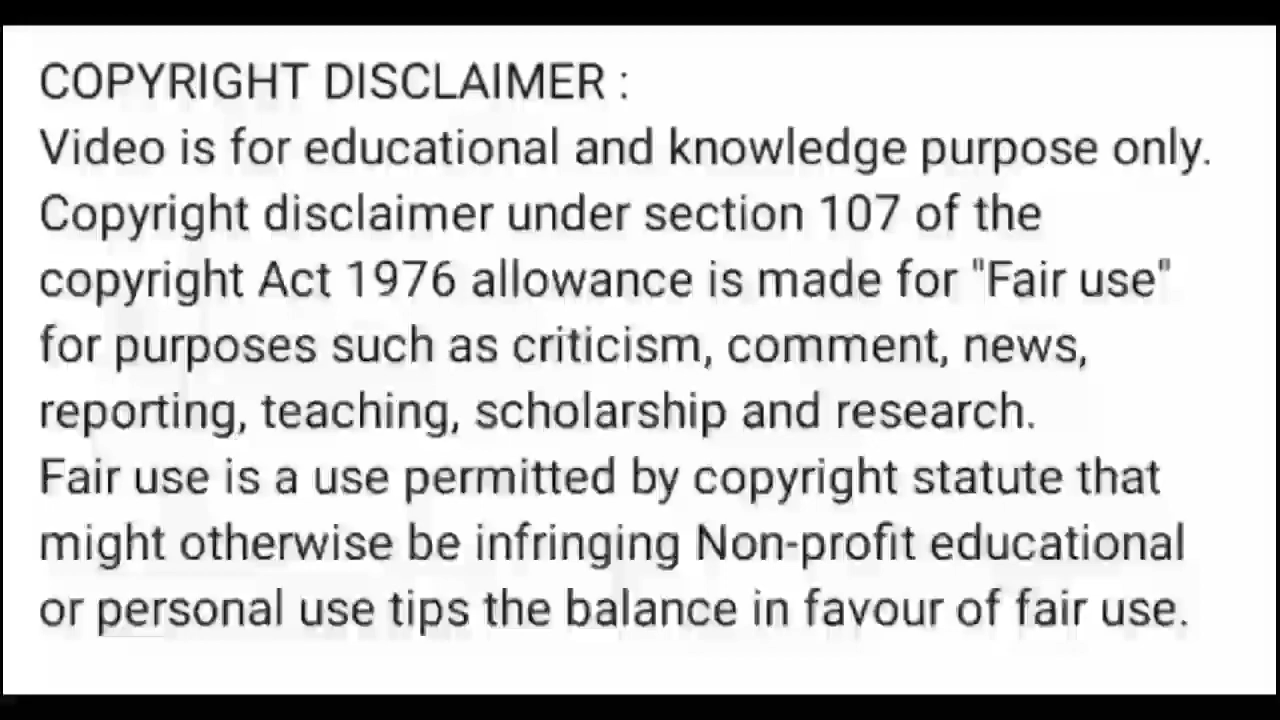 COPYRIGHT DISCLAIMER :
Video is for educational and knowledge purpose only.
Copyright disclaimer under section 107 of the
copyright Act 1976 allowance is made for "Fair use"
for purposes such as criticism, comment, news,
reporting, teaching, scholarship and research.
Fair use is a use permitted by copyright statute that
might otherwise be infringing Non-profit educational
or personal use tips the balance in favour of fair use.